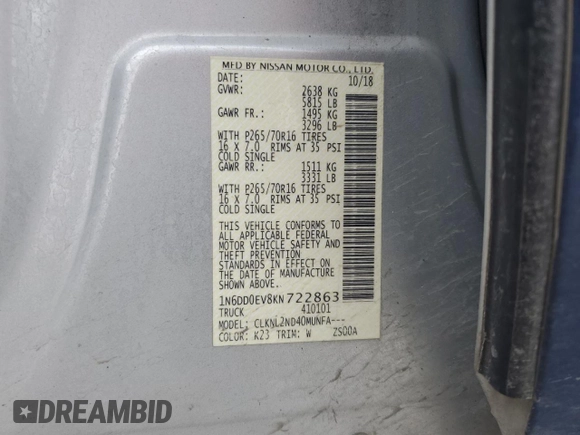 MFD BY NISSAN MOTOR CO., LTD.
DATE: 10/18
GVWR: 2638 KG
5815 LB
GAWR FR.: 1495 KG
3296 LB
WITH P265/70R16 TIRES
16 X 7.0 RIMS AT 35 PSI
COLD SINGLE
GAWR RR.: 1511 KG
3331 LB
WITH P265/70R16 TIRES
16 X 7.0 RIMS AT 35 PSI
COLD SINGLE
THIS VEHICLE CONFORMS TO
ALL APPLICABLE FEDERAL
MOTOR VEHICLE SAFETY AND
THEFT PREVENTION
STANDARDS IN EFFECT ON THE
DATE OF MANUFACTURE
1N6DD0EV8KN722863
TRUCK 410101
MODEL: CLKNL2ND40MUNFA---
COLOR: K23 TRIM: W ZS00A
DREAMBID